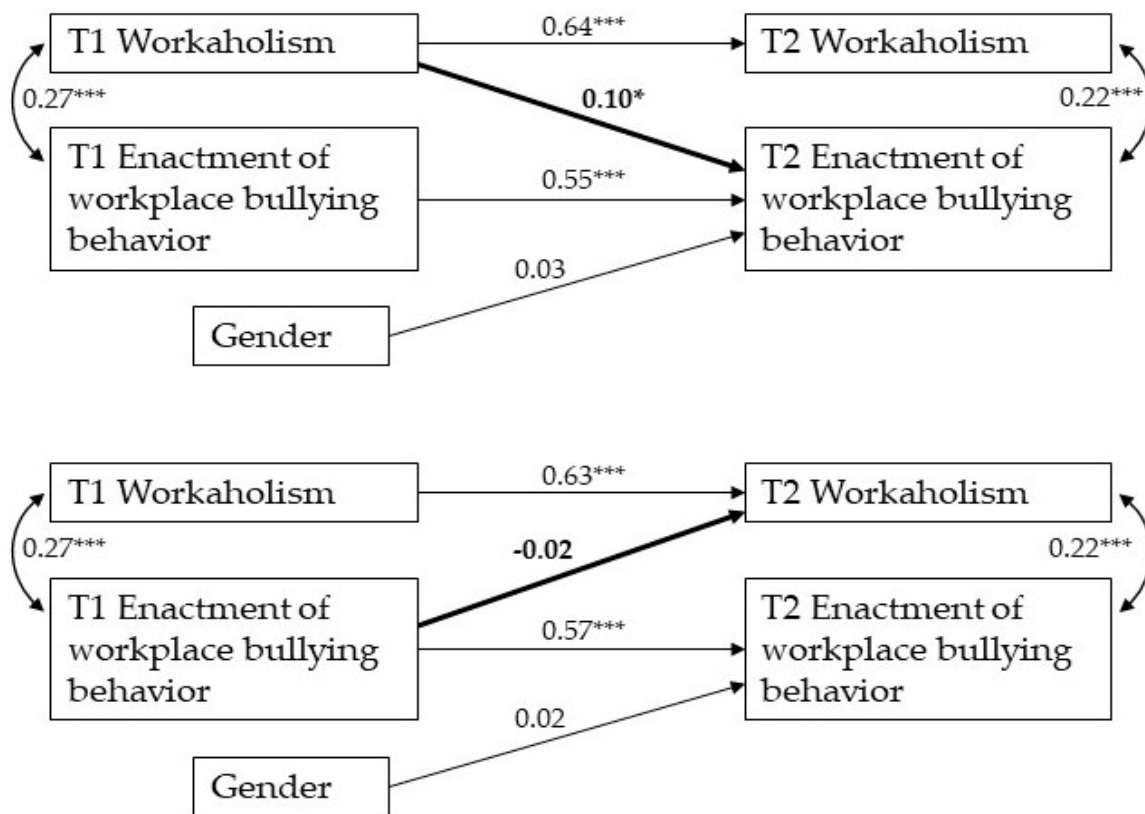 T1 Workaholism
0.64***
T2 Workaholism
0.27***
0.10*
0.22***
T1 Enactment of
workplace bullying
behavior
0.55***
T2 Enactment of
workplace bullying
behavior
0.03
Gender
T1 Workaholism
0.63***
T2 Workaholism
0.27***
-0.02
0.22***
T1 Enactment of
workplace bullying
behavior
0.57***
T2 Enactment of
workplace bullying
behavior
0.02
Gender